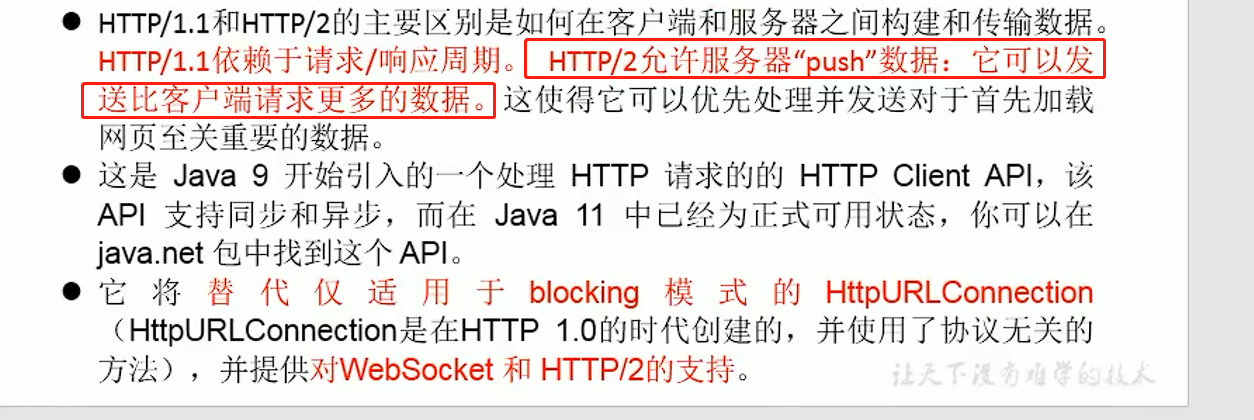 ● HTTP/1.1和HTTP/2的主要区别是如何在客户端和服务器之间构建和传输数据。
HTTP/1.1依赖于请求/响应周期。 HTTP/2允许服务器“push”数据：它可以发
送比客户端请求更多的数据。这使得它可以优先处理并发送对于首先加载
网页至关重要的数据。
● 这是 Java 9 开始引入的一个处理 HTTP 请求的的 HTTP Client API，该
API 支持同步和异步，而在 Java 11 中已经为正式可用状态，你可以在
java.net 包中找到这个 API。
● 它将替代仅适用于 blocking 模式的 HttpURLConnection
（HttpURLConnection是在HTTP 1.0的时代创建的，并使用了协议无关的
方法），并提供对WebSocket 和 HTTP/2的支持。
让天下没有难学的技术